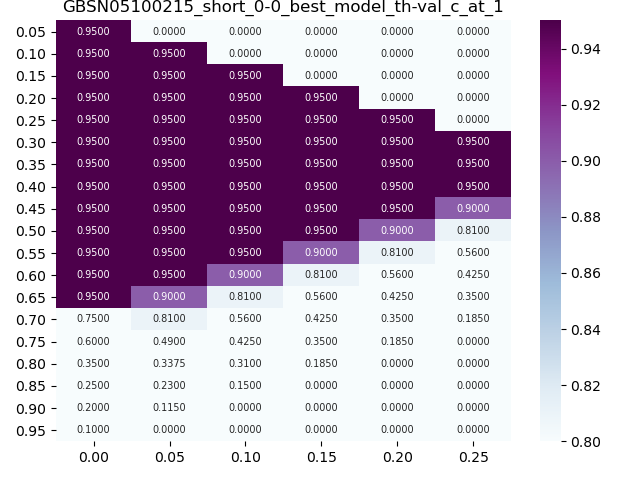 GBSN05100215_short_0-0_best_model_th-val_c_at_1
0.05 0.9500 0.0000 0.0000 0.0000 0.0000 0.0000
0.10 0.9500 0.9500 0.0000 0.0000 0.0000 0.0000
0.15 0.9500 0.9500 0.9500 0.0000 0.0000 0.0000
0.20 0.9500 0.9500 0.9500 0.9500 0.0000 0.0000
0.25 0.9500 0.9500 0.9500 0.9500 0.9500 0.0000
0.30 0.9500 0.9500 0.9500 0.9500 0.9500 0.9500
0.35 0.9500 0.9500 0.9500 0.9500 0.9500 0.9500
0.40 0.9500 0.9500 0.9500 0.9500 0.9500 0.9500
0.45 0.9500 0.9500 0.9500 0.9500 0.9500 0.9000
0.50 0.9500 0.9500 0.9500 0.9500 0.9000 0.8100
0.55 0.9500 0.9500 0.9500 0.9000 0.8100 0.5600
0.60 0.9500 0.9500 0.9000 0.8100 0.5600 0.4250
0.65 0.9500 0.9000 0.8100 0.5600 0.4250 0.3500
0.70 0.7500 0.8100 0.5600 0.4250 0.3500 0.1850
0.75 0.6000 0.4900 0.4250 0.3500 0.1850 0.0000
0.80 0.3500 0.3375 0.3100 0.1850 0.0000 0.0000
0.85 0.2500 0.2300 0.1500 0.0000 0.0000 0.0000
0.90 0.2000 0.1150 0.0000 0.0000 0.0000 0.0000
0.95 0.1000 0.0000 0.0000 0.0000 0.0000 0.0000
0.00 0.05 0.10 0.15 0.20 0.25
0.94
0.92
0.90
0.88
0.86
0.84
0.82
0.80